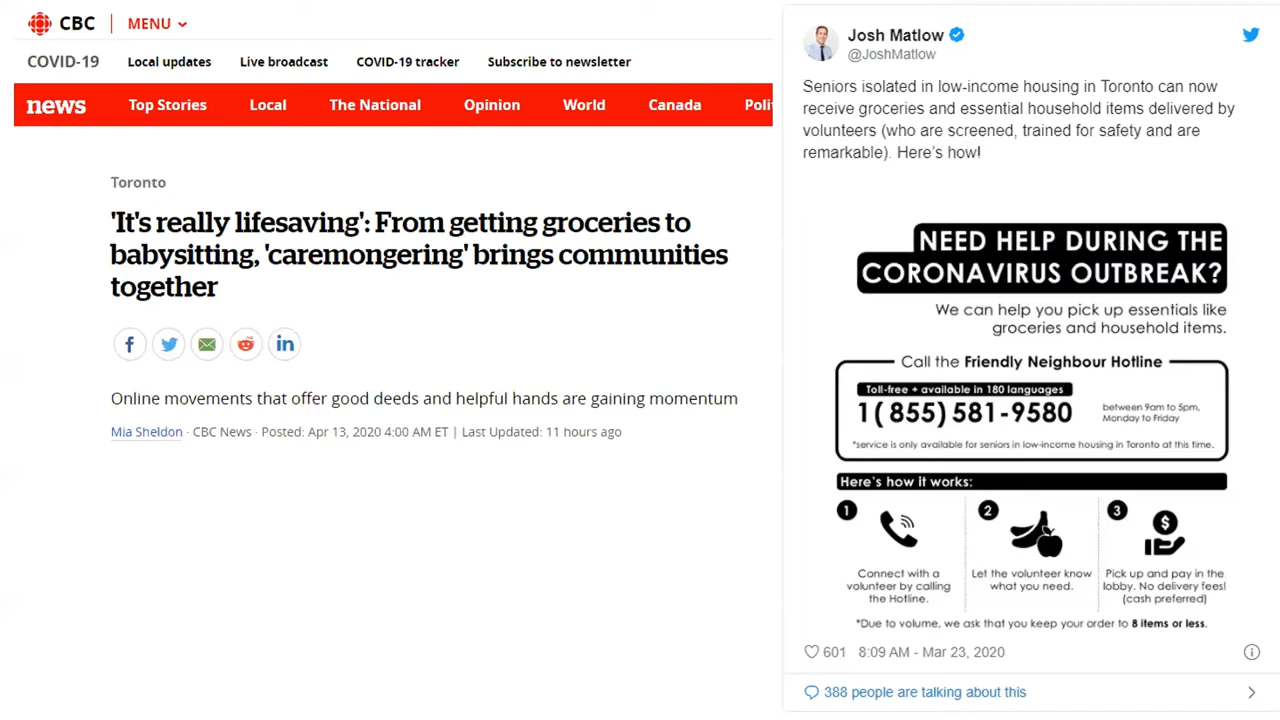 CBC MENU
COVID-19 Local updates Live broadcast COVID-19 tracker Subscribe to newsletter
news Top Stories Local The National Opinion World Canada Polit
Toronto
'It's really lifesaving': From getting groceries to
babysitting, 'caremongering' brings communities
together
Online movements that offer good deeds and helpful hands are gaining momentum
Mia Sheldon · CBC News · Posted: Apr 13, 2020 4:00 AM ET | Last Updated: 11 hours ago
Josh Matlow
@JoshMatlow
Seniors isolated in low-income housing in Toronto can now
receive groceries and essential household items delivered by
volunteers (who are screened, trained for safety and are
remarkable). Here's how!
NEED HELP DURING THE
CORONAVIRUS OUTBREAK?
We can help you pick up essentials like
groceries and household items.
Call the Friendly Neighbour Hotline
Toll-free + available in 180 languages
1(855) 581-9580
between 9am to 5pm,
Monday to Friday
*service is only available for seniors in low-income housing in Toronto at this time.
Here's how it works:
1
Connect with a
volunteer by calling
the Hotline.
2
Let the volunteer know
what you need.
3
Pick up and pay in the
lobby. No delivery fees!
(cash preferred)
*Due to volume, we ask that you keep your order to 8 items or less.
601 8:09 AM - Mar 23, 2020
388 people are talking about this